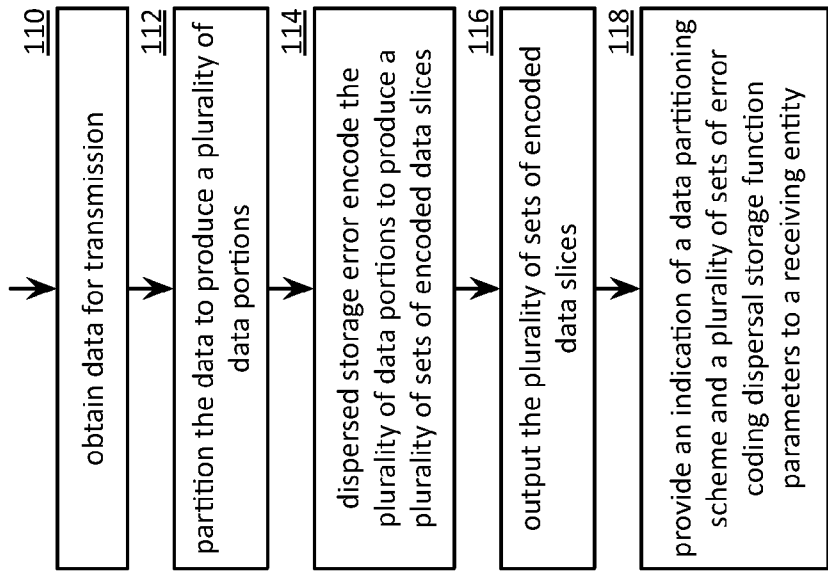 110
obtain data for transmission
112
partition the data to produce a plurality of
data portions
114
dispersed storage error encode the
plurality of data portions to produce a
plurality of sets of encoded data slices
116
output the plurality of sets of encoded
data slices
118
provide an indication of a data partitioning
scheme and a plurality of sets of error
coding dispersal storage function
parameters to a receiving entity